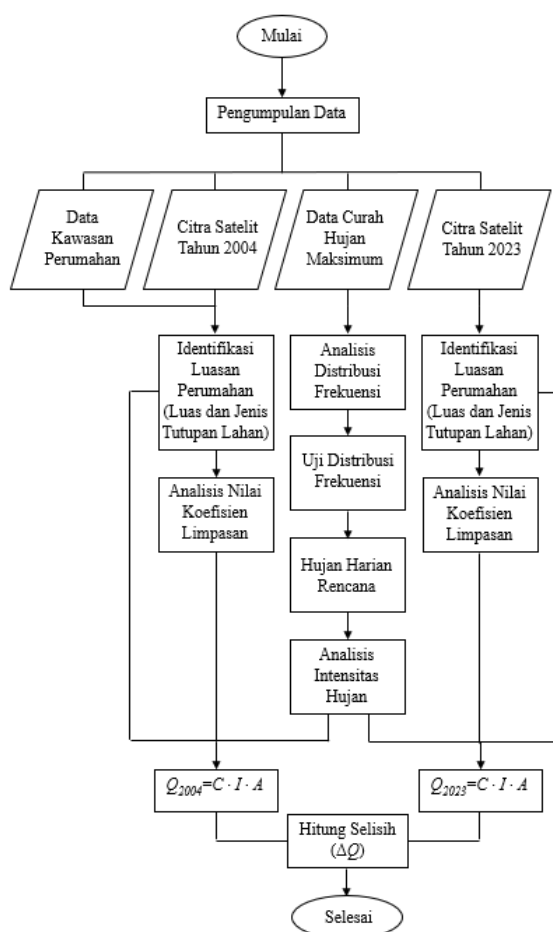 Mulai
Pengumpulan Data
Data
Kawasan
Perumahan
Citra Satelit
Tahun 2004
Data Curah
Hujan
Maksimum
Citra Satelit
Tahun 2023
Identifikasi
Luasan
Perumahan
(Luas dan Jenis
Tutupan Lahan)
Analisis
Distribusi
Frekuensi
Identifikasi
Luasan
Perumahan
(Luas dan Jenis
Tutupan Lahan)
Uji Distribusi
Frekuensi
Analisis Nilai
Koefisien
Limpasan
Analisis Nilai
Koefisien
Limpasan
Hujan Harian
Rencana
Analisis
Intensitas
Hujan
Q2004=C · I · A
Q2023=C · I · A
Hitung Selisih
(ΔQ)
Selesai